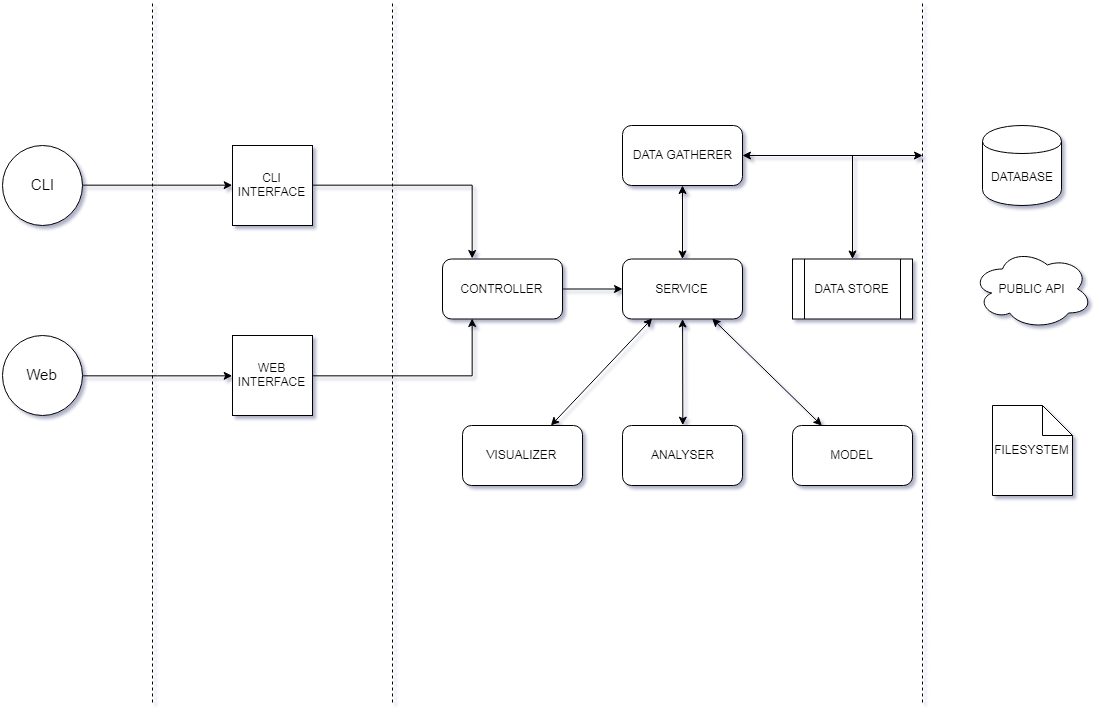 CLI
CLI
INTERFACE
DATA GATHERER
DATABASE
CONTROLLER
SERVICE
DATA STORE
PUBLIC API
Web
WEB
INTERFACE
VISUALIZER
ANALYSER
MODEL
FILESYSTEM